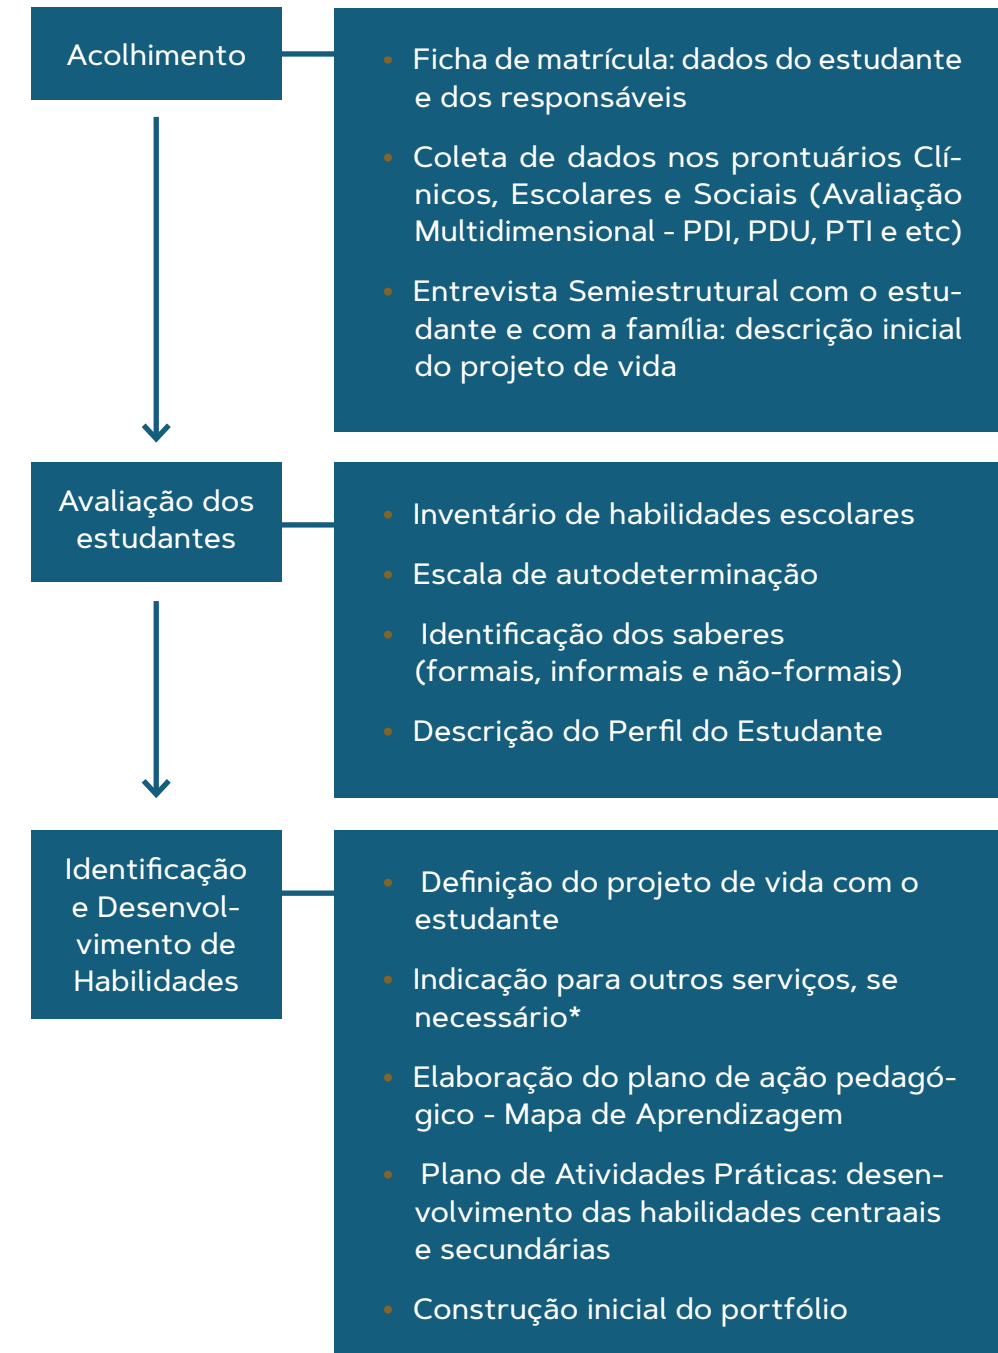 Acolhimento
• Ficha de matrícula: dados do estudante
e dos responsáveis
• Coleta de dados nos prontuários Clí-
nicos, Escolares e Sociais (Avaliação
Multidimensional - PDI, PDU, PTI e etc)
• Entrevista Semiestrutural com o estu-
dante e com a família: descrição inicial
do projeto de vida
Avaliação dos
estudantes
• Inventário de habilidades escolares
• Escala de autodeterminação
• Identificação dos saberes
(formais, informais e não-formais)
• Descrição do Perfil do Estudante
Identificação
e Desenvol-
vimento de
Habilidades
• Definição do projeto de vida com o
estudante
• Indicação para outros serviços, se
necessário*
• Elaboração do plano de ação pedagó-
gico - Mapa de Aprendizagem
• Plano de Atividades Práticas: desen-
volvimento das habilidades centraais
e secundárias
• Construção inicial do portfólio